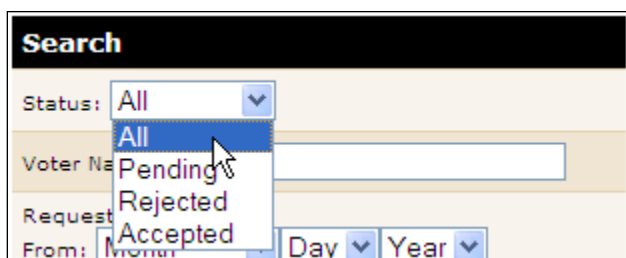 Search
Status: All
All
Voter Na
Pending
Rejected
Request
Accepted
From: Month Day Year